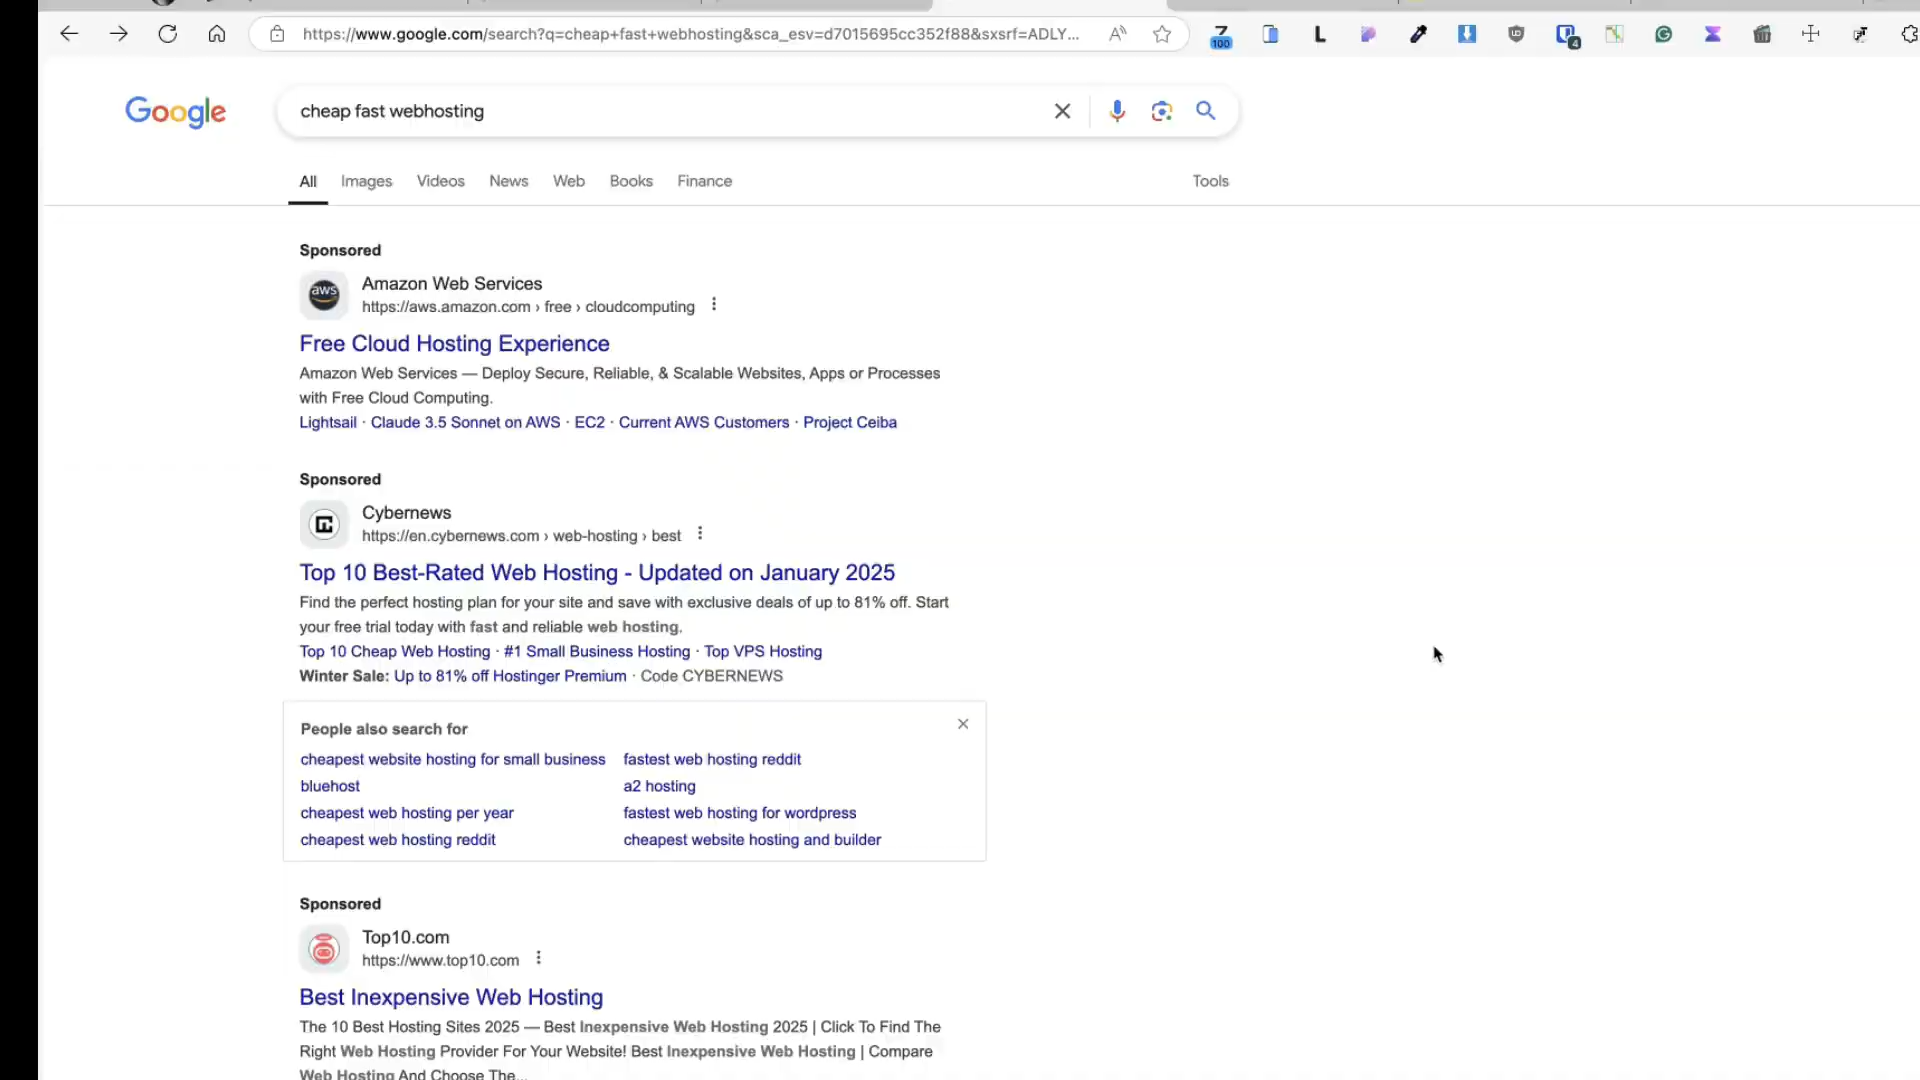 https://www.google.com/search?q=cheap+fast+webhosting&sca_esv=d7015695cc352f88&sxsrf=ADLY...
A
100
L
4
Google
cheap fast webhosting
All Images Videos News Web Books Finance Tools
Sponsored
aws
Amazon Web Services
https://aws.amazon.com › free › cloudcomputing
Free Cloud Hosting Experience
Amazon Web Services — Deploy Secure, Reliable, & Scalable Websites, Apps or Processes
with Free Cloud Computing.
Lightsail · Claude 3.5 Sonnet on AWS · EC2 · Current AWS Customers · Project Ceiba
Sponsored
Cybernews
https://en.cybernews.com › web-hosting › best
Top 10 Best-Rated Web Hosting - Updated on January 2025
Find the perfect hosting plan for your site and save with exclusive deals of up to 81% off. Start
your free trial today with fast and reliable web hosting.
Top 10 Cheap Web Hosting · #1 Small Business Hosting · Top VPS Hosting
Winter Sale: Up to 81% off Hostinger Premium · Code CYBERNEWS
People also search for
cheapest website hosting for small business fastest web hosting reddit
bluehost a2 hosting
cheapest web hosting per year fastest web hosting for wordpress
cheapest web hosting reddit cheapest website hosting and builder
Sponsored
Top10.com
https://www.top10.com
Best Inexpensive Web Hosting
The 10 Best Hosting Sites 2025 — Best Inexpensive Web Hosting 2025 | Click To Find The
Right Web Hosting Provider For Your Website! Best Inexpensive Web Hosting | Compare
Web Hosting And Choose The...